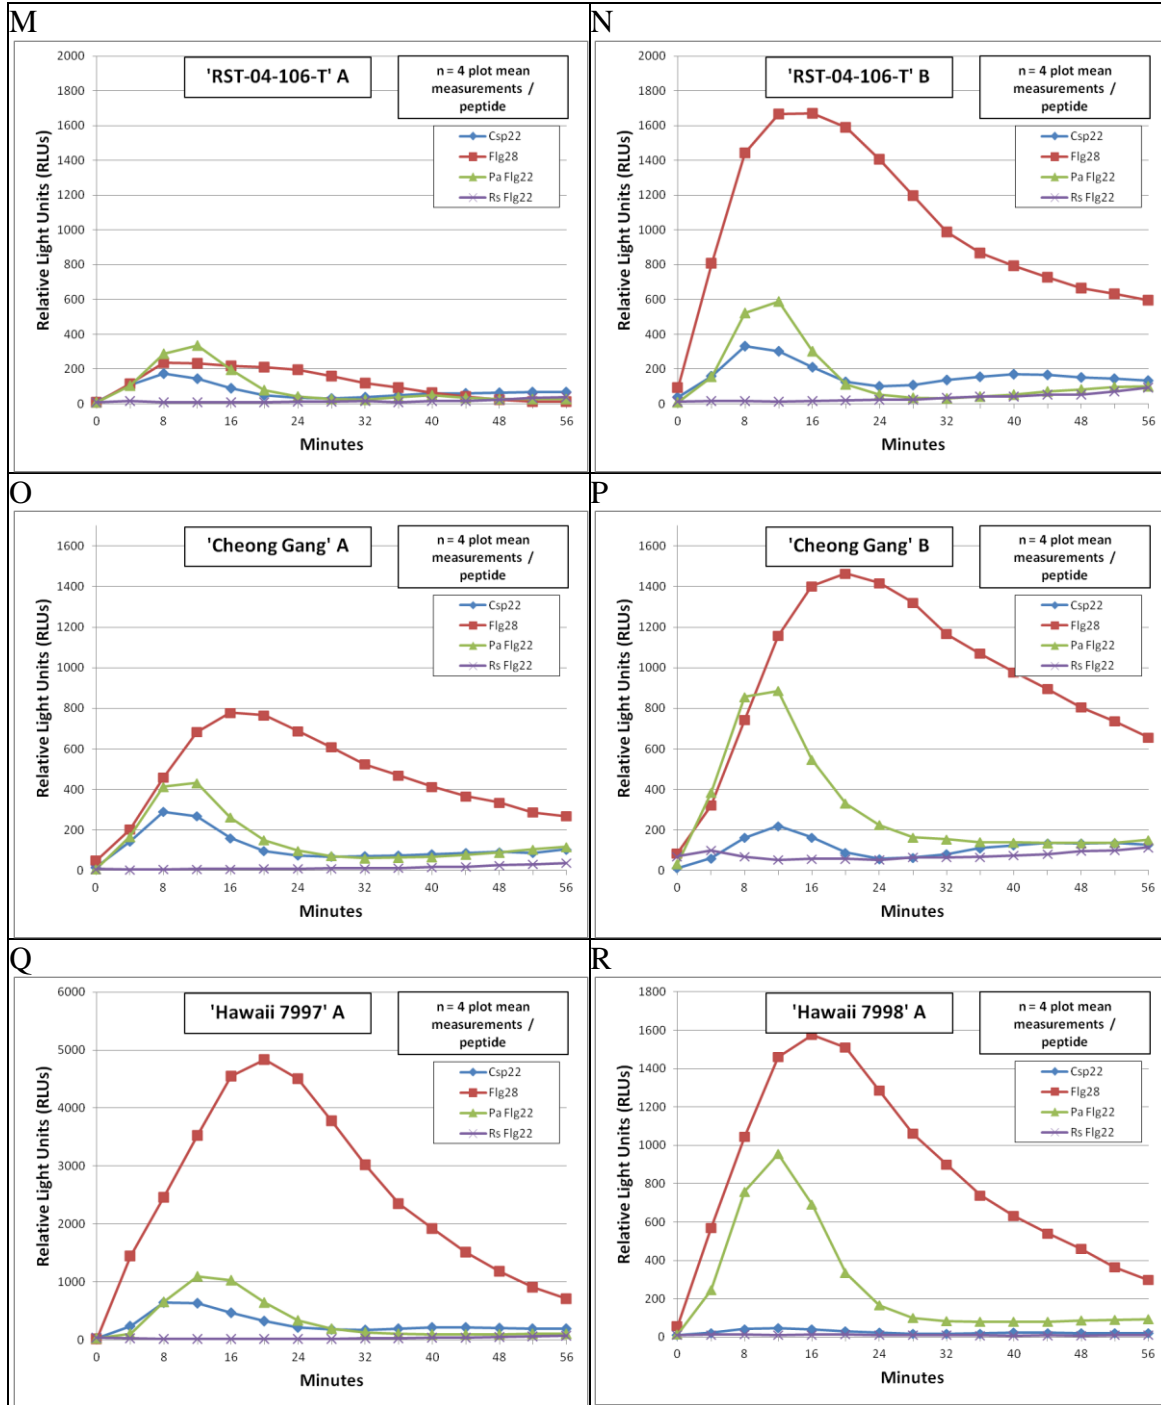 M
'RST-04-106-T' A
n = 4 plot mean
measurements /
peptide
Csp22
Flg28
Pa Flg22
Rs Flg22
Relative Light Units (RLUs)
2000
1800
1600
1400
1200
1000
800
600
400
200
0
0 8 16 24 32 40 48 56
Minutes
N
'RST-04-106-T' B
n = 4 plot mean
measurements /
peptide
Csp22
Flg28
Pa Flg22
Rs Flg22
Relative Light Units (RLUs)
2000
1800
1600
1400
1200
1000
800
600
400
200
0
0 8 16 24 32 40 48 56
Minutes
O
'Cheong Gang' A
n = 4 plot mean
measurements /
peptide
Csp22
Flg28
Pa Flg22
Rs Flg22
Relative Light Units (RLUs)
1600
1400
1200
1000
800
600
400
200
0
0 8 16 24 32 40 48 56
Minutes
P
'Cheong Gang' B
n = 4 plot mean
measurements /
peptide
Csp22
Flg28
Pa Flg22
Rs Flg22
Relative Light Units (RLUs)
1600
1400
1200
1000
800
600
400
200
0
0 8 16 24 32 40 48 56
Minutes
Q
'Hawaii 7997' A
n = 4 plot mean
measurements /
peptide
Csp22
Flg28
Pa Flg22
Rs Flg22
Relative Light Units (RLUs)
6000
5000
4000
3000
2000
1000
0
0 8 16 24 32 40 48 56
Minutes
R
'Hawaii 7998' A
n = 4 plot mean
measurements /
peptide
Csp22
Flg28
Pa Flg22
Rs Flg22
Relative Light Units (RLUs)
1800
1600
1400
1200
1000
800
600
400
200
0
0 8 16 24 32 40 48 56
Minutes